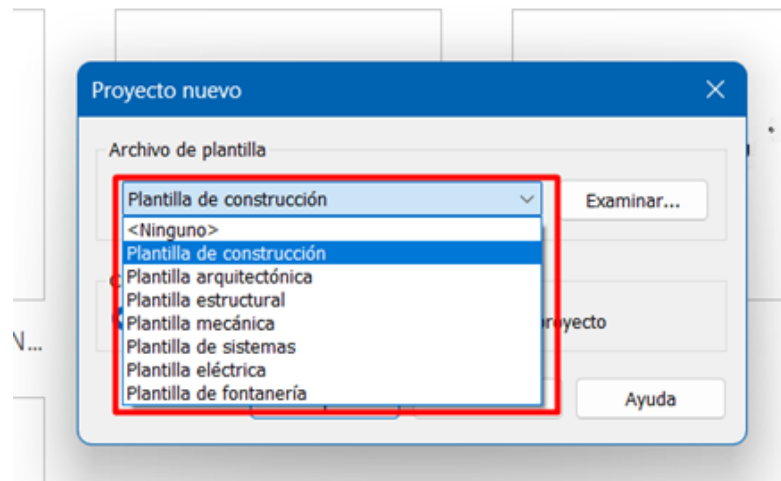 Proyecto nuevo
Archivo de plantilla
Plantilla de construcción
Examinar...
<Ninguno>
Plantilla de construcción
Plantilla arquitectónica
Plantilla estructural
Plantilla mecánica
royecto
N...
Plantilla de sistemas
Plantilla eléctrica
Plantilla de fontanería
Ayuda